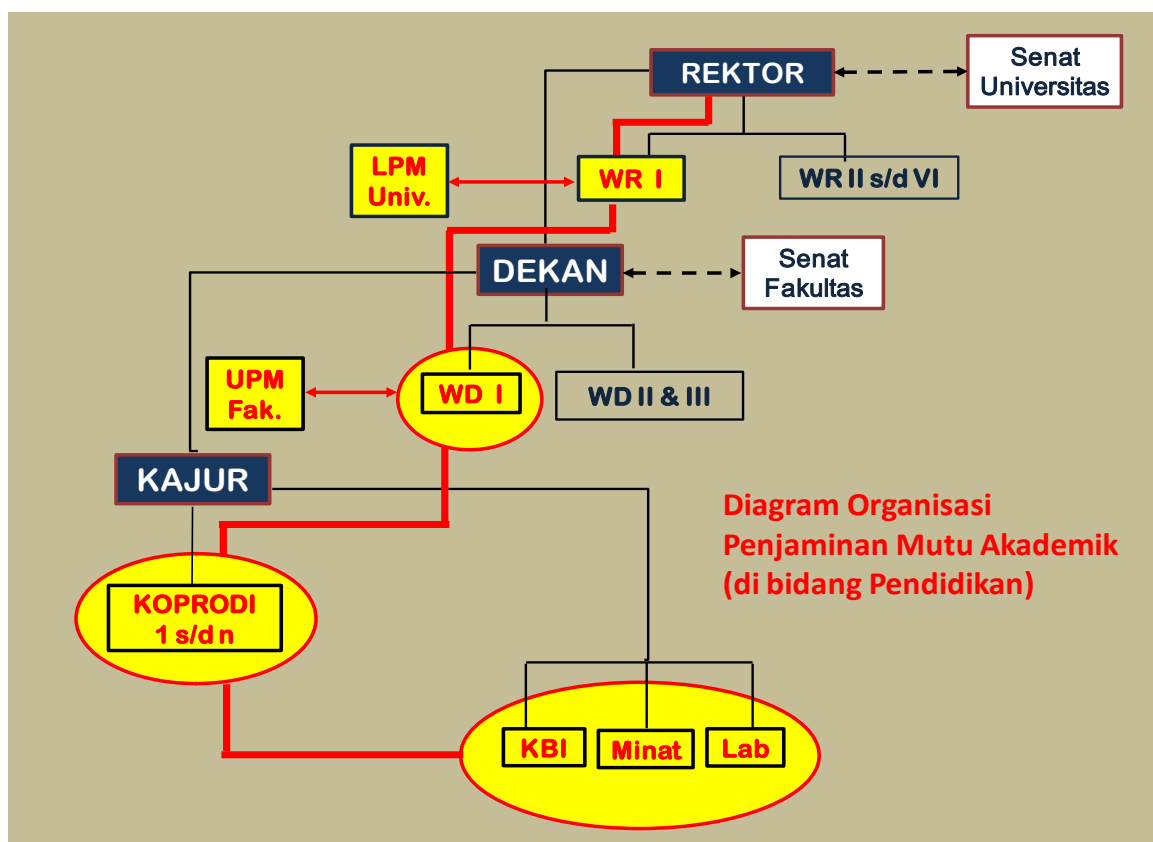 REKTOR
Senat
Universitas
LPM
Univ.
WR I
WR II s/d VI
DEKAN
Senat
Fakultas
UPM
Fak.
WD I
WD II & III
KAJUR
Diagram Organisasi
Penjaminan Mutu Akademik
(di bidang Pendidikan)
KOPRODI
1 s/d n
KBI
Minat
Lab